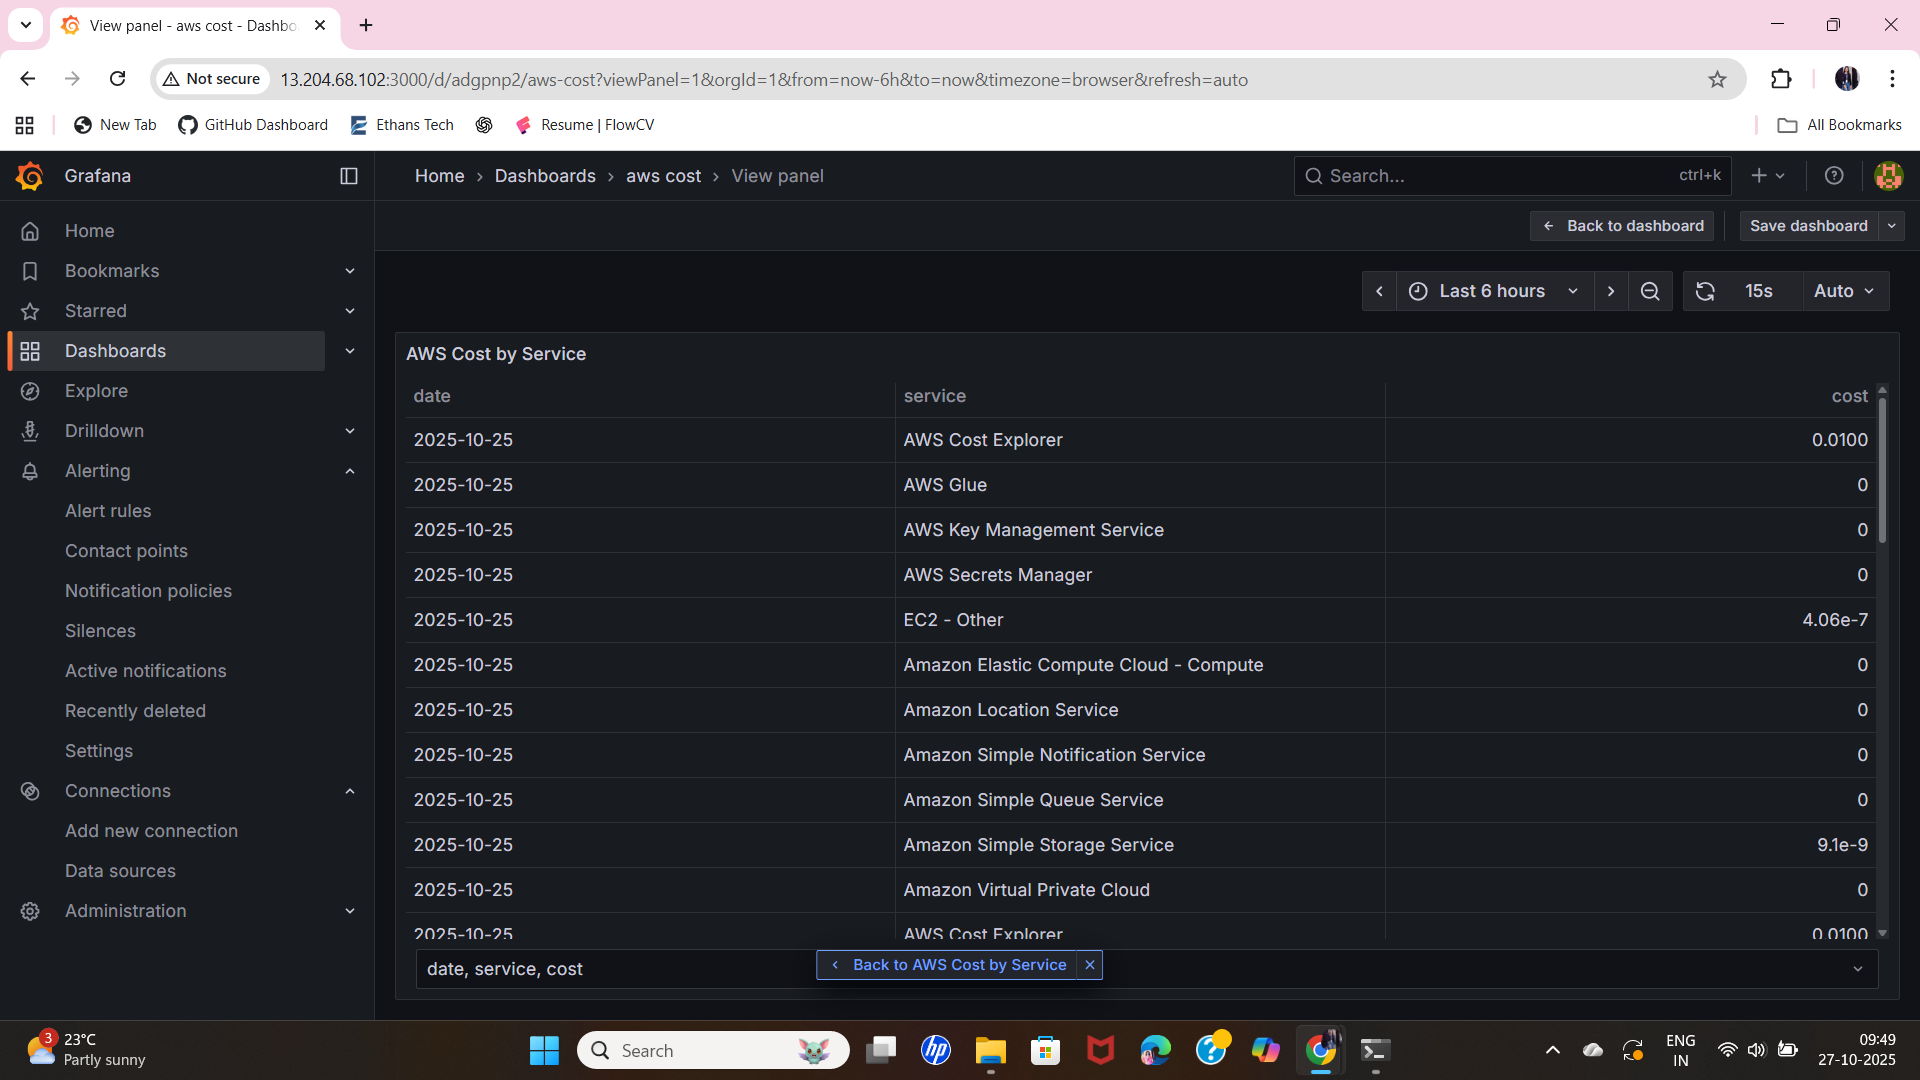 View panel - aws cost - Dashbo
Not secure
13.204.68.102:3000/d/adgpnp2/aws-cost?viewPanel=1&orgId=1&from=now-6h&to=now&timezone=browser&refresh=auto
New Tab
GitHub Dashboard
Ethans Tech
Resume | FlowCV
All Bookmarks
Grafana
Home
Dashboards
aws cost
View panel
Search...
ctrl+k
Back to dashboard
Save dashboard
Home
Bookmarks
Starred
Dashboards
Explore
Drilldown
Alerting
Alert rules
Contact points
Notification policies
Silences
Active notifications
Recently deleted
Settings
Connections
Add new connection
Data sources
Administration
Last 6 hours
15s
Auto
AWS Cost by Service
date service cost
2025-10-25 AWS Cost Explorer 0.0100
2025-10-25 AWS Glue 0
2025-10-25 AWS Key Management Service 0
2025-10-25 AWS Secrets Manager 0
2025-10-25 EC2 - Other 4.06e-7
2025-10-25 Amazon Elastic Compute Cloud - Compute 0
2025-10-25 Amazon Location Service 0
2025-10-25 Amazon Simple Notification Service 0
2025-10-25 Amazon Simple Queue Service 0
2025-10-25 Amazon Simple Storage Service 9.1e-9
2025-10-25 Amazon Virtual Private Cloud 0
2025-10-25 AWS Cost Explorer 0.0100
date, service, cost
Back to AWS Cost by Service
3
23°C
Partly sunny
Search
hp
ENG
IN
09:49
27-10-2025